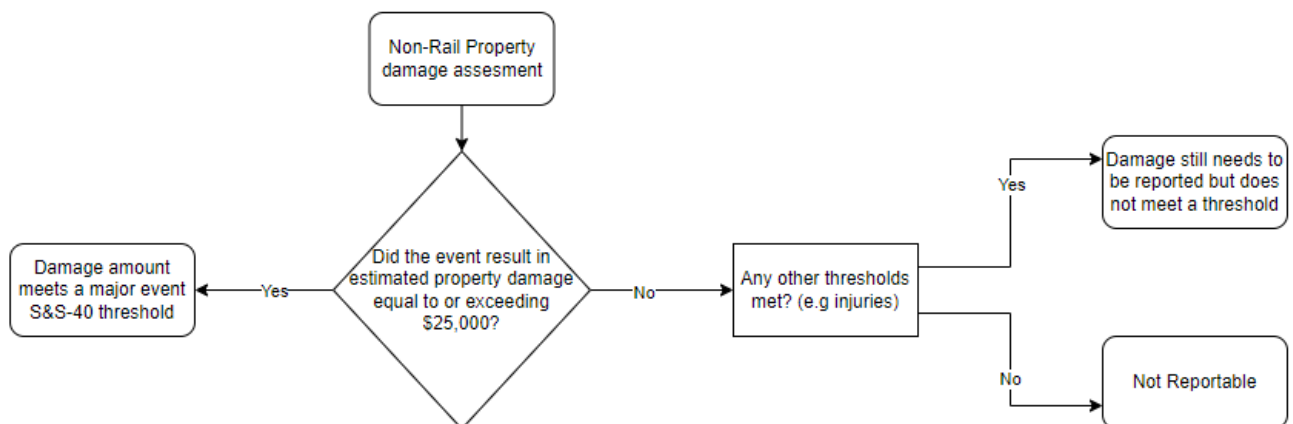 Non-Rail Property
damage assesment
Did the event result in
estimated property damage
equal to or exceeding
$25,000?
Yes
Damage amount
meets a major event
S&S-40 threshold
No
Any other thresholds
met? (e.g injuries)
Yes
Damage still needs to
be reported but does
not meet a threshold
No
Not Reportable